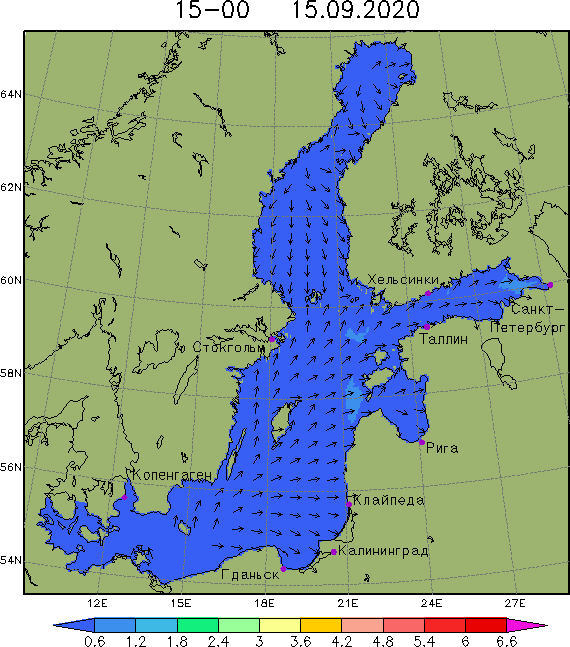 15-00 15.09.2020
64N
62N
60N
58N
56N
54N
Хельсинки
Санкт-
Петербург
Таллин
Стокгольм
Рига
Копенгаген
Клайпеда
Калининград
Гданьск
12E 15E 18E 21E 24E 27E
0.6 1.2 1.8 2.4 3 3.6 4.2 4.8 5.4 6 6.6